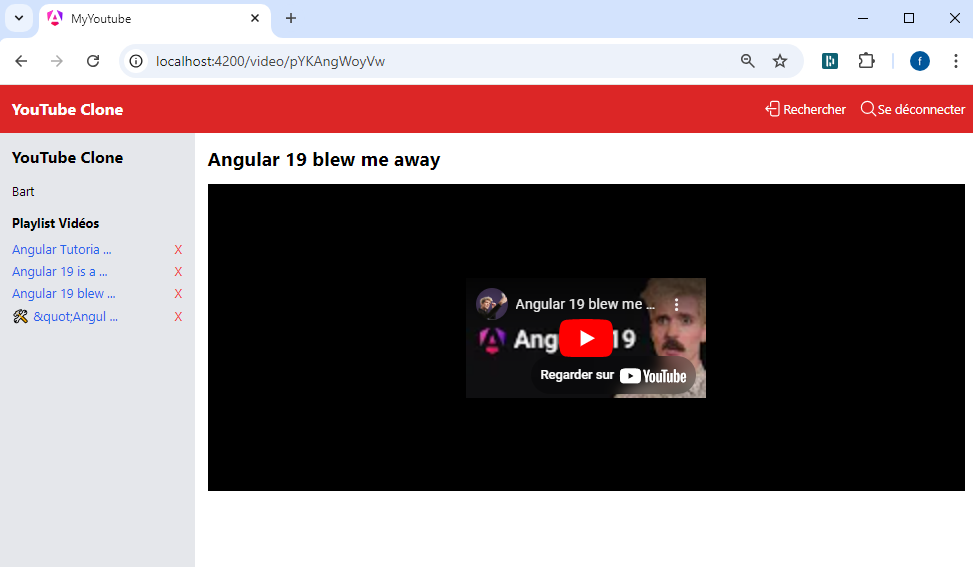 MyYoutube
localhost:4200/video/pYKAngWoyVw
f
YouTube Clone
Rechercher
Se déconnecter
YouTube Clone
Bart
Playlist Vidéos
Angular Tutoria ... X
Angular 19 is a ... X
Angular 19 blew ... X
🛠️ &quot;Angul ... X
Angular 19 blew me away
Angular 19 blew me ...
Ang 19
Regarder sur YouTube